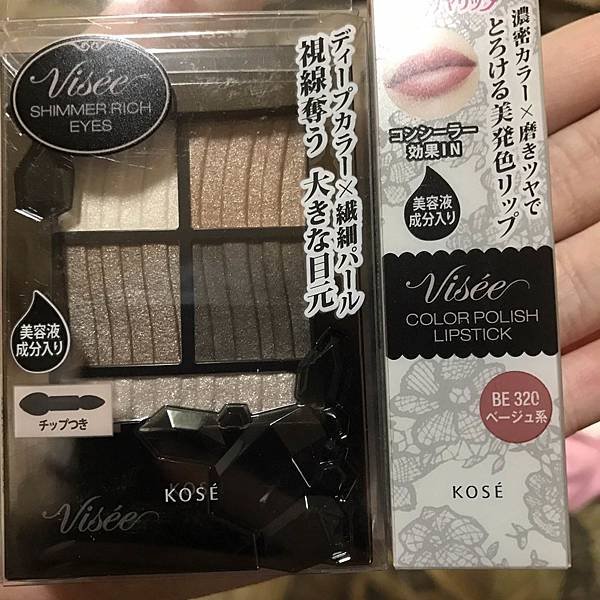 Visée
SHIMMER RICH
EYES
ディープカラー×繊細パール
視線奪う 大きな目元
美容液
成分入り
チップつき
KOSÉ
Visée
濃密カラー×磨きツヤで
とろける美発色リップ
コンシーラー
効果IN
美容液
成分入り
Visée
COLOR POLISH
LIPSTICK
BE 320
ベージュ系
KOSÉ